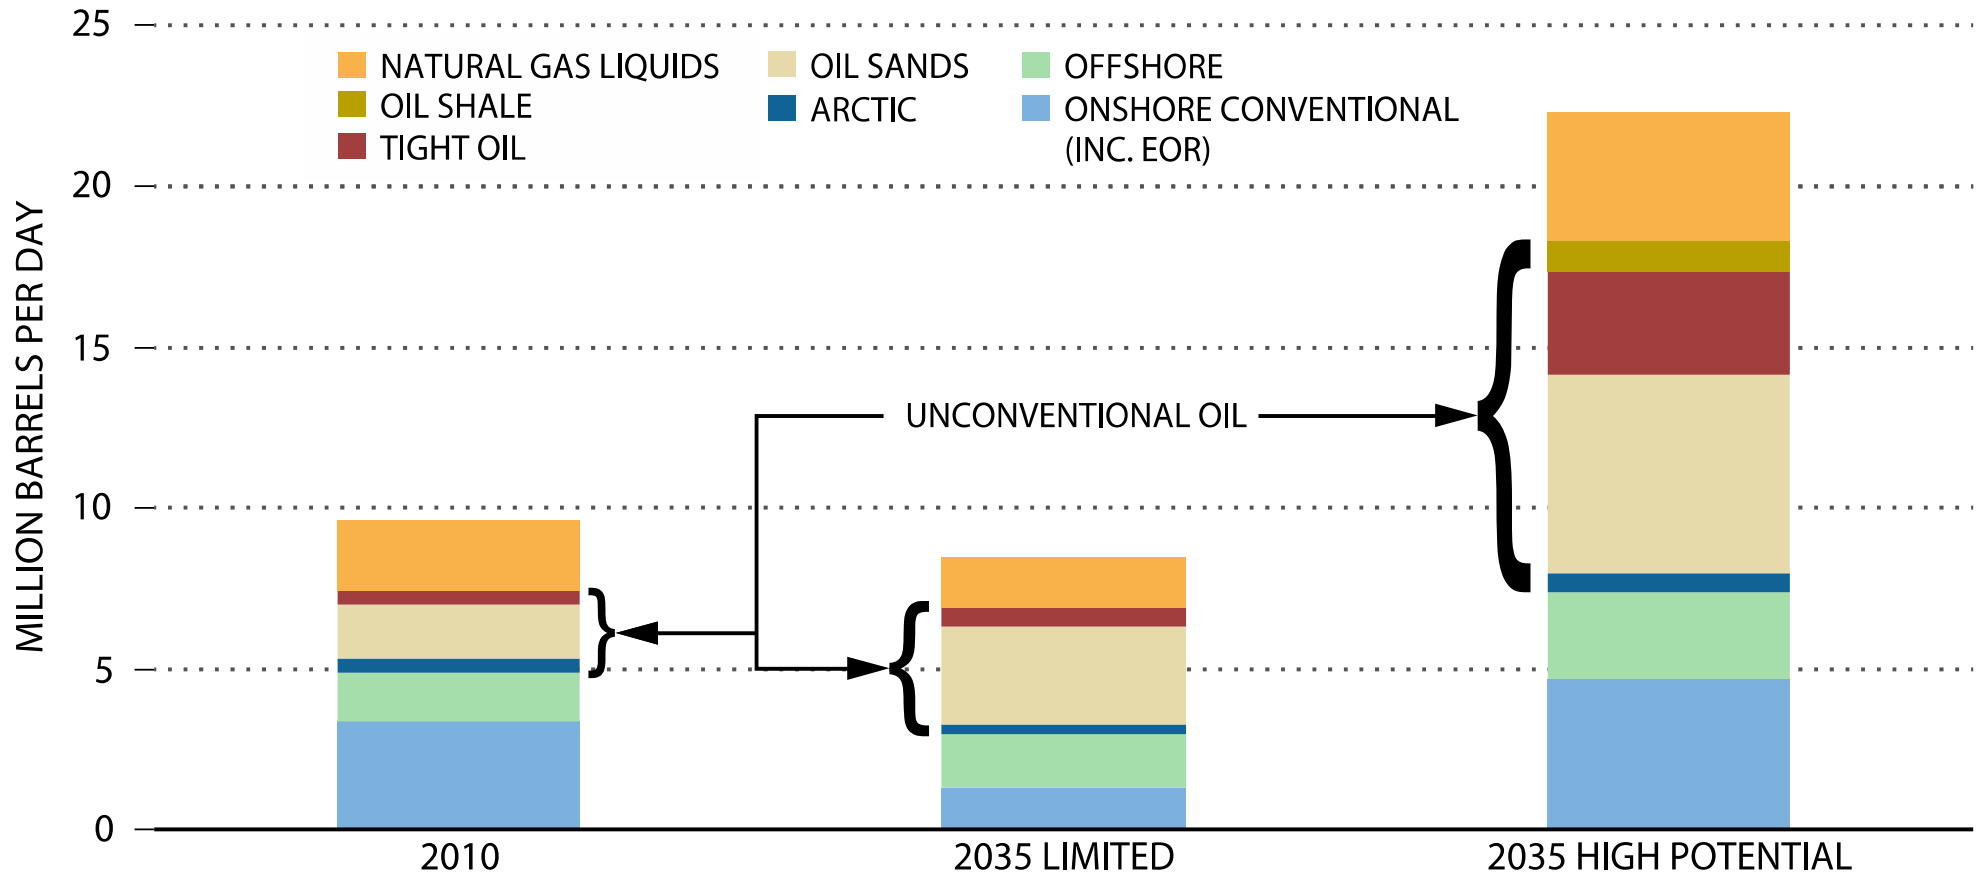 25
NATURAL GAS LIQUIDS
OIL SHALE
TIGHT OIL
OIL SANDS
ARCTIC
OFFSHORE
ONSHORE CONVENTIONAL
(INC. EOR)
20
MILLION BARRELS PER DAY
15
UNCONVENTIONAL OIL
10
5
0
2010
2035 LIMITED
2035 HIGH POTENTIAL